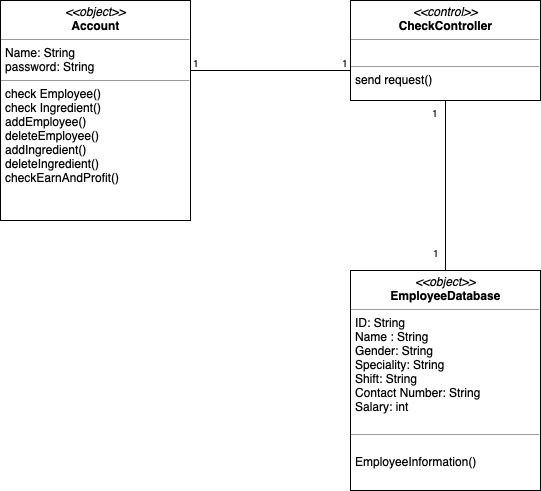 <<object>>
Account
Name: String
password: String
check Employee()
check Ingredient()
addEmployee()
deleteEmployee()
addIngredient()
deleteIngredient()
checkEarnAndProfit()
1
1
<<control>>
CheckController
send request()
1
1
<<object>>
EmployeeDatabase
ID: String
Name : String
Gender: String
Speciality: String
Shift: String
Contact Number: String
Salary: int
EmployeeInformation()